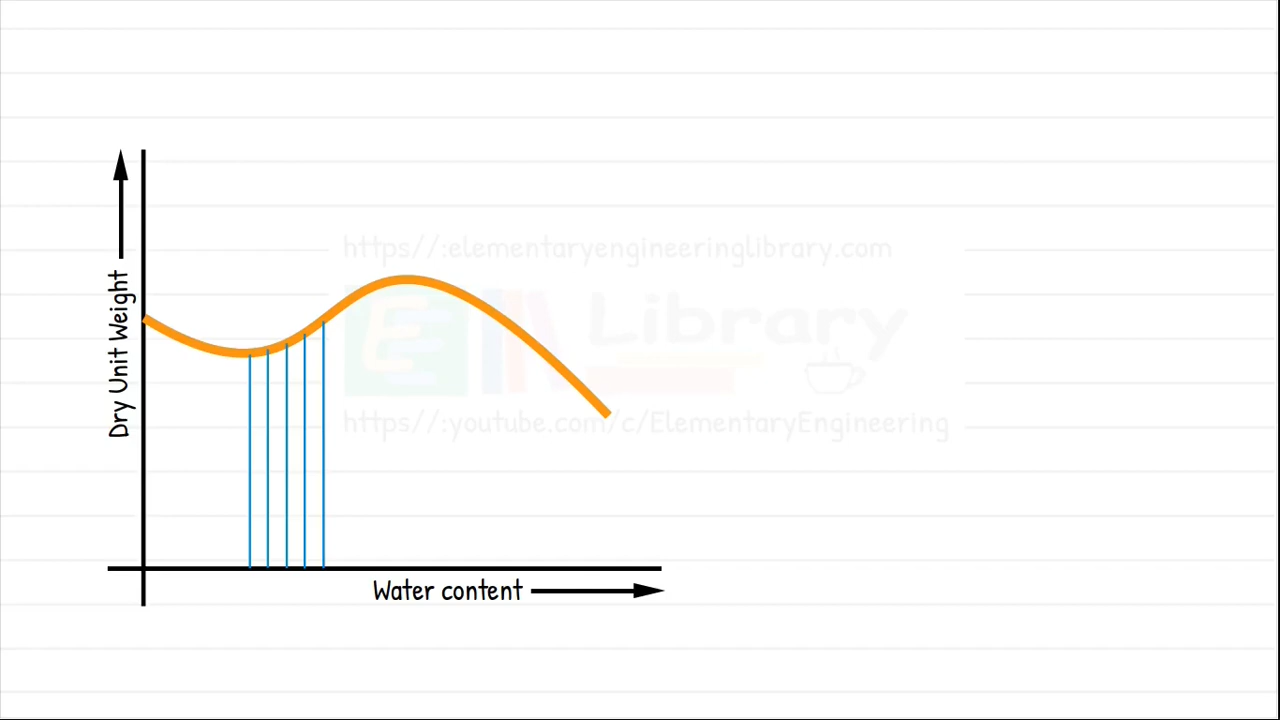 https//:elementaryengineeringlibrary.com
Library
https//:youtube.com/c/ElementaryEngineering
Dry Unit Weight
Water content